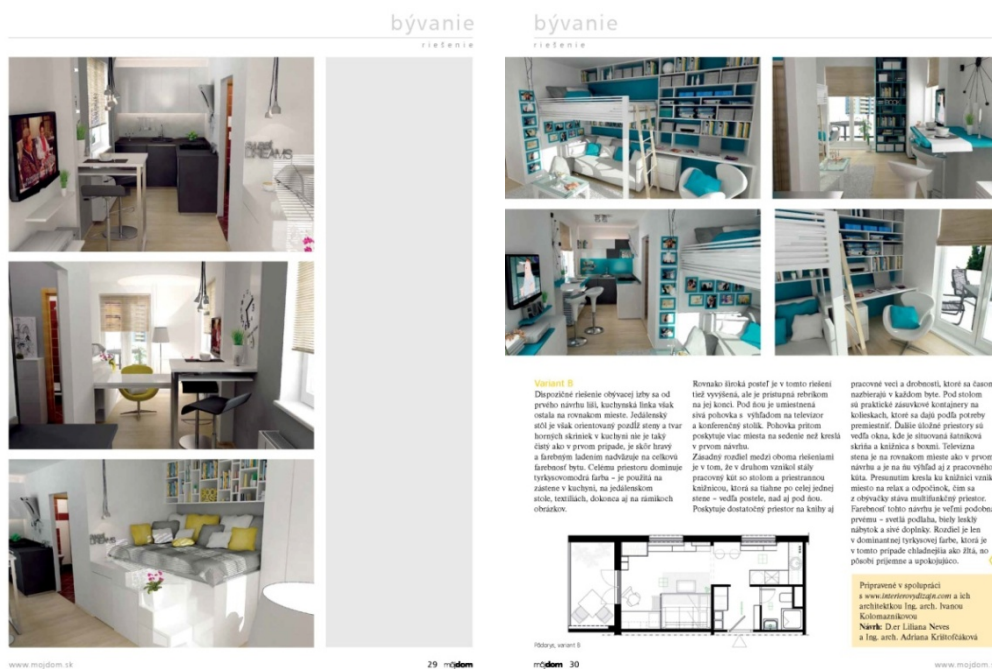 bývanie
riešenie
DREAMS
www.mojdom.sk
29 môjdom
bývanie
riešenie
Variant B
Dispozičné riešenie obývacej izby sa od
prvého návrhu líši, kuchynská linka však
ostala na rovnakom mieste. Jedálenský
stôl je však orientovaný pozdĺž steny a tvar
horných skriniek v kuchyni nie je taký
čistý ako v prvom prípade, je skôr hravý
a farebným ladením nadväzuje na celkovú
farebnosť bytu. Celému priestoru dominuje
tyrkysovomodrá farba – je použitá na
zástene v kuchyni, na jedálenskom
stole, textíliách, dokonca aj na rámikoch
obrázkov.
Rovnako široká posteľ je v tomto riešení
tiež vyvýšená, ale je prístupná rebríkom
na jej konci. Pod ňou je umiestnená
sivá pohovka s výhľadom na televízor
a konferenčný stolík. Pohovka pritom
poskytuje viac miesta na sedenie než kreslá
v prvom návrhu.
Zásadný rozdiel medzi oboma riešeniami
je v tom, že v druhom vznikol stály
pracovný kút so stolom a priestrannou
knižnicou, ktorá sa tiahne po celej jednej
stene – vedľa postele, nad aj pod ňou.
Poskytuje dostatočný priestor na knihy aj
pracovné veci a drobnosti, ktoré sa časom
nazbierajú v každom byte. Pod stolom
sú praktické zásuvkové kontajnery na
kolieskach, ktoré sa dajú podľa potreby
premiestniť. Ďalšie úložné priestory sú
vedľa okna, kde je situovaná šatníková
skriňa a knižnica s boxmi. Televízna
stena je na rovnakom mieste ako v prvom
návrhu a je na ňu výhľad aj z pracovného
kúta. Presunutím kresla ku knižnici vznik
miesto na relax a odpočinok, čím sa
z obývačky stáva multifunkčný priestor.
Farebnosť tohto návrhu je veľmi podobná
prvému – svetlá podlaha, biely lesklý
nábytok a sivé doplnky. Rozdiel je len
v dominantnej tyrkysovej farbe, ktorá je
v tomto prípade chladnejšia ako žltá, no
pôsobí príjemne a upokojujúco.
Pôdorys, variant B
Pripravené v spolupráci
s www.interierovydizajn.com a ich
architektkou Ing. arch. Ivanou
Kolomazníkovou
Návrh: D.er Liliana Neves
a Ing. arch. Adriana Krištofčáková
môjdom 30
www.mojdom.